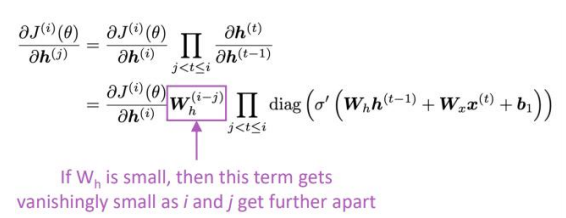 ∂J⁽ⁱ⁾(θ)/∂h⁽ʲ⁾ = ∂J⁽ⁱ⁾(θ)/∂h⁽ⁱ⁾ ∏_{j<t≤i} ∂h⁽ᵗ⁾/∂h⁽ᵗ⁻¹⁾
= ∂J⁽ⁱ⁾(θ)/∂h⁽ⁱ⁾ W_h^{(i−j)} ∏_{j<t≤i} diag(σ′(W_h h⁽ᵗ⁻¹⁾ + W_x x⁽ᵗ⁾ + b₁))
If W_h is small, then this term gets
vanishingly small as i and j get further apart